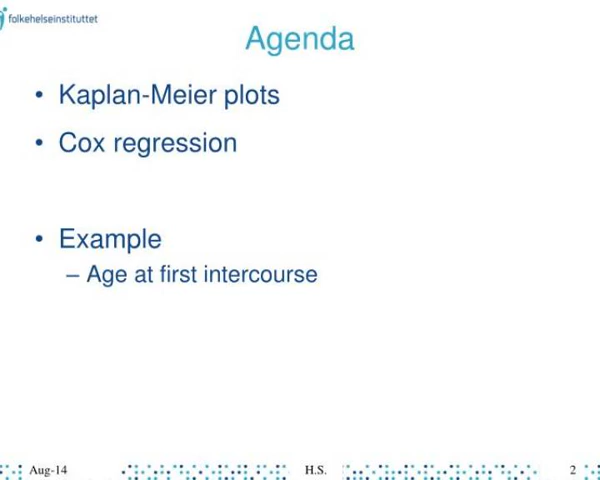 folkehelseinstituttet
Agenda
• Kaplan-Meier plots
• Cox regression
• Example
– Age at first intercourse
Aug-14 H.S. 2